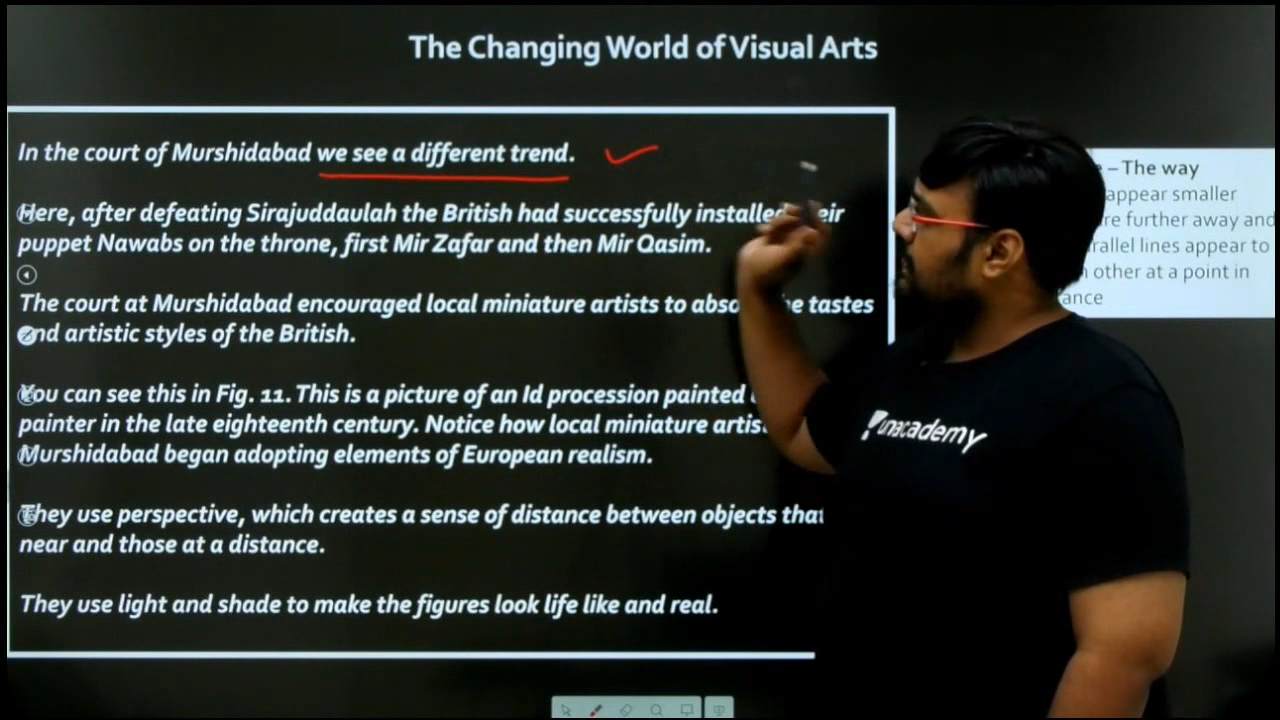 The Changing World of Visual Arts
In the court of Murshidabad we see a different trend.
Here, after defeating Sirajuddaulah the British had successfully installed
puppet Nawabs on the throne, first Mir Zafar and then Mir Qasim.
The court at Murshidabad encouraged local miniature artists to tastes
and artistic styles of the British.
You can see this in Fig. 11. This is a picture of an Id procession painted
painter in the late eighteenth century. Notice how local miniature
Murshidabad began adopting elements of European realism.
They use perspective, which creates a sense of distance between objects that
near and those at a distance.
They use light and shade to make the figures look life like and real.
– The way
appear smaller
further away and
lines appear to
other at a point in
unacademy